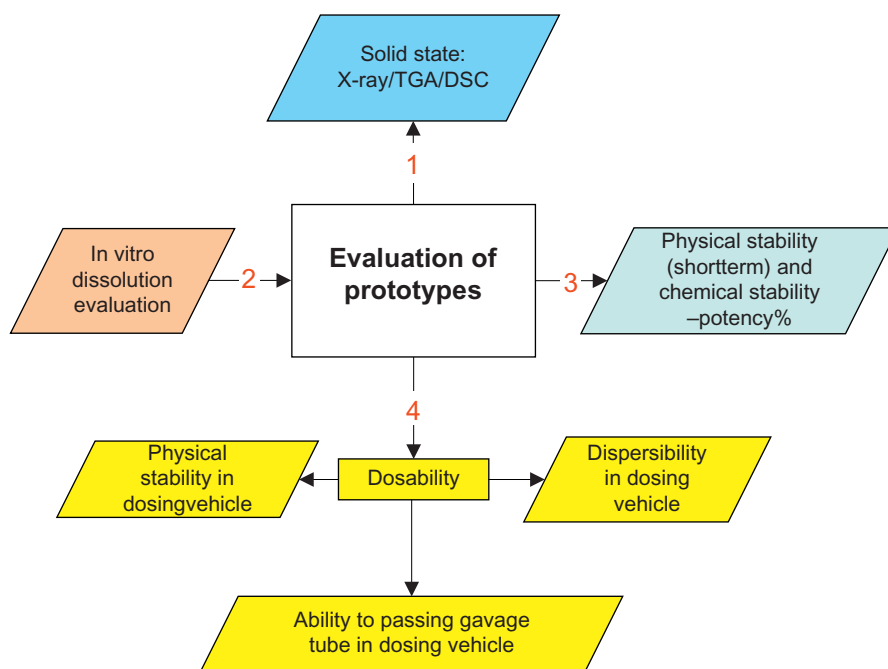 Solid state:
X-ray/TGA/DSC
1
In vitro
dissolution
evaluation
2
Evaluation of
prototypes
3
Physical stability
(shortterm) and
chemical stability
–potency%
4
Physical
stability in
dosingvehicle
Dosability
Dispersibility
in dosing
vehicle
Ability to passing gavage
tube in dosing vehicle